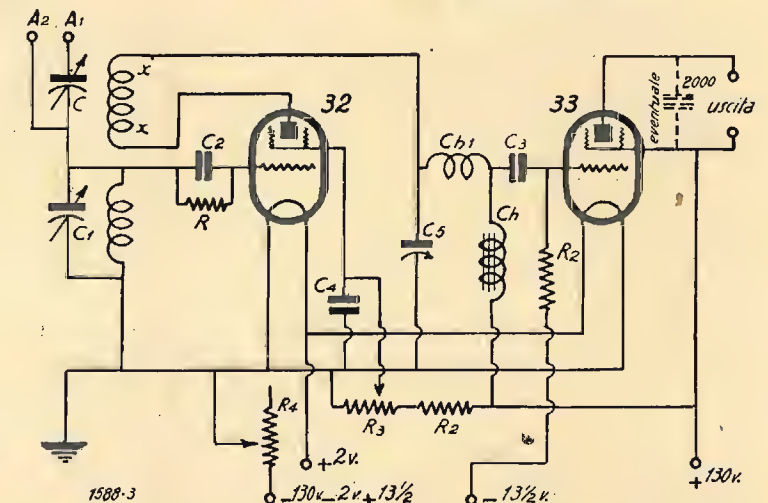 A2 A1
C
x
x
32
33
eventuale
2000
uscita
C2
R
C1
Ch1
C3
C5
Ch
R2
C4
R4
R3
R2
+2v.
-130v-2v.+13½
-13½v.
+130v.
1588-3